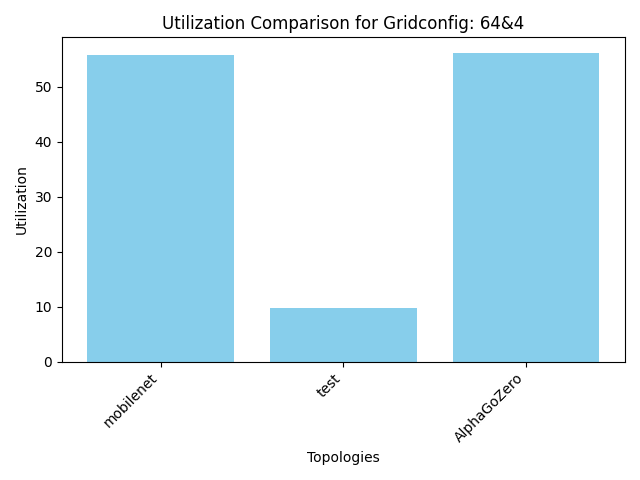 Utilization Comparison for Gridconfig: 64&4
Utilization
50
40
30
20
10
0
mobilenet
test
AlphaGoZero
Topologies